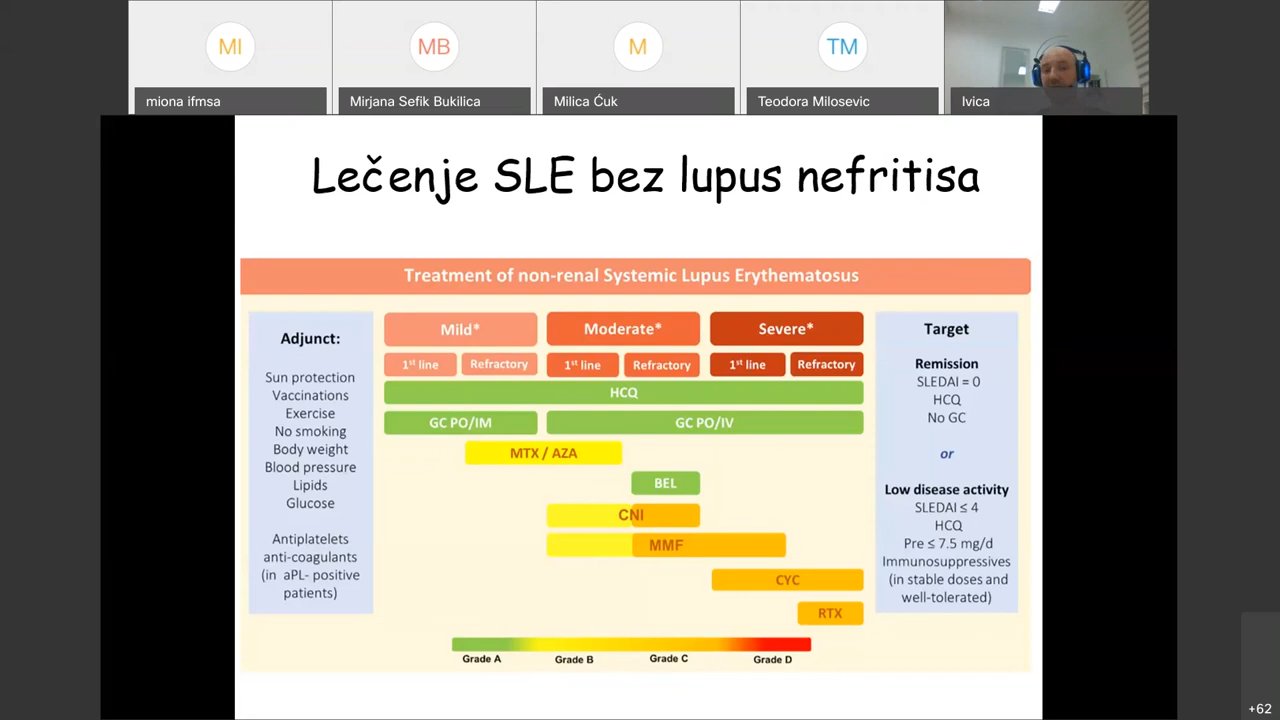 MI
MB
M
TM
miona ifmsa
Mirjana Sefik Bukilica
Milica Ćuk
Teodora Milosevic
Ivica
Lečenje SLE bez lupus nefritisa
Treatment of non-renal Systemic Lupus Erythematosus
Adjunct:
Sun protection
Vaccinations
Exercise
No smoking
Body weight
Blood pressure
Lipids
Glucose
Antiplatelets
anti-coagulants
(in aPL- positive
patients)
Mild*
Moderate*
Severe*
1st line
Refractory
1st line
Refractory
1st line
Refractory
HCQ
GC PO/IM
GC PO/IV
MTX / AZA
BEL
CNI
MMF
CYC
RTX
Grade A
Grade B
Grade C
Grade D
Target
Remission
SLEDAI = 0
HCQ
No GC
or
Low disease activity
SLEDAI ≤ 4
HCQ
Pre ≤ 7.5 mg/d
Immunosuppressives
(in stable doses and
well-tolerated)
+62